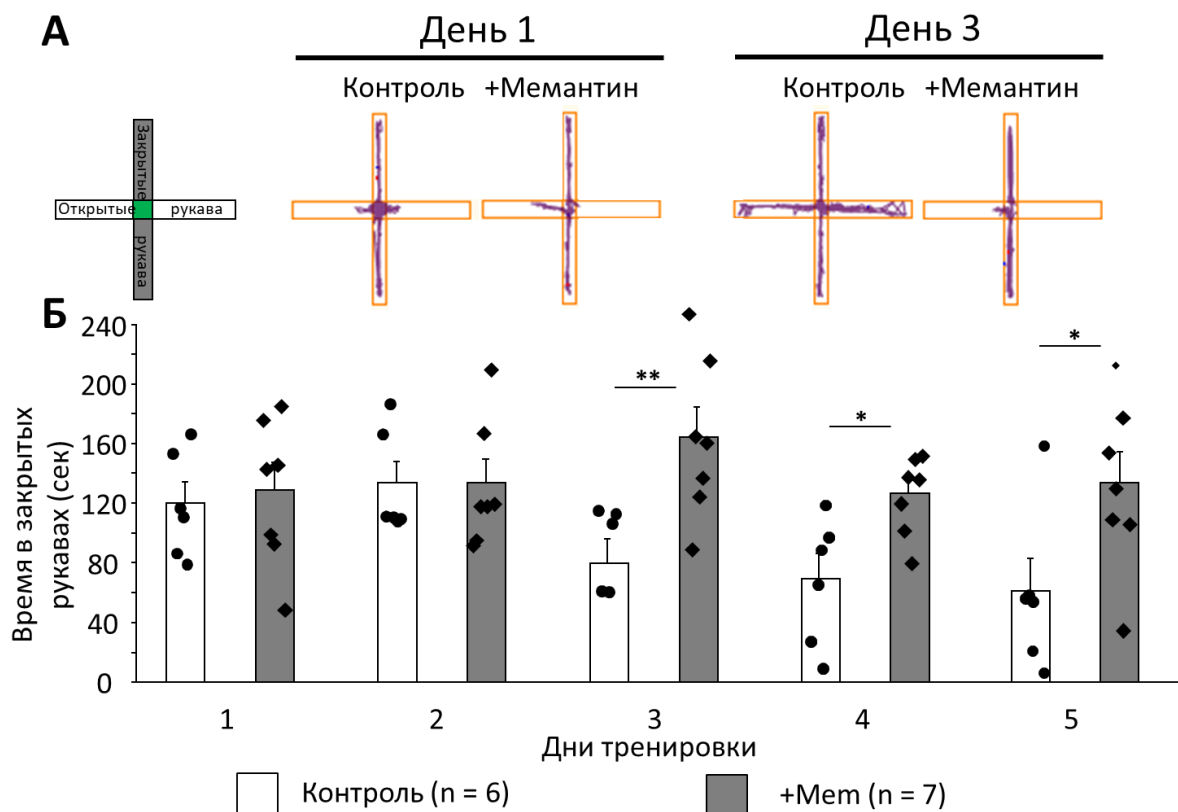 А
День 1
День 3
Контроль
+Мемантин
Контроль
+Мемантин
Закрытые
Открытые
рукава
рукава
Б
Время в закрытых
рукавах (сек)
240
200
160
120
80
40
0
**
*
*
1
2
3
4
5
Дни тренировки
Контроль (n = 6)
+Mem (n = 7)